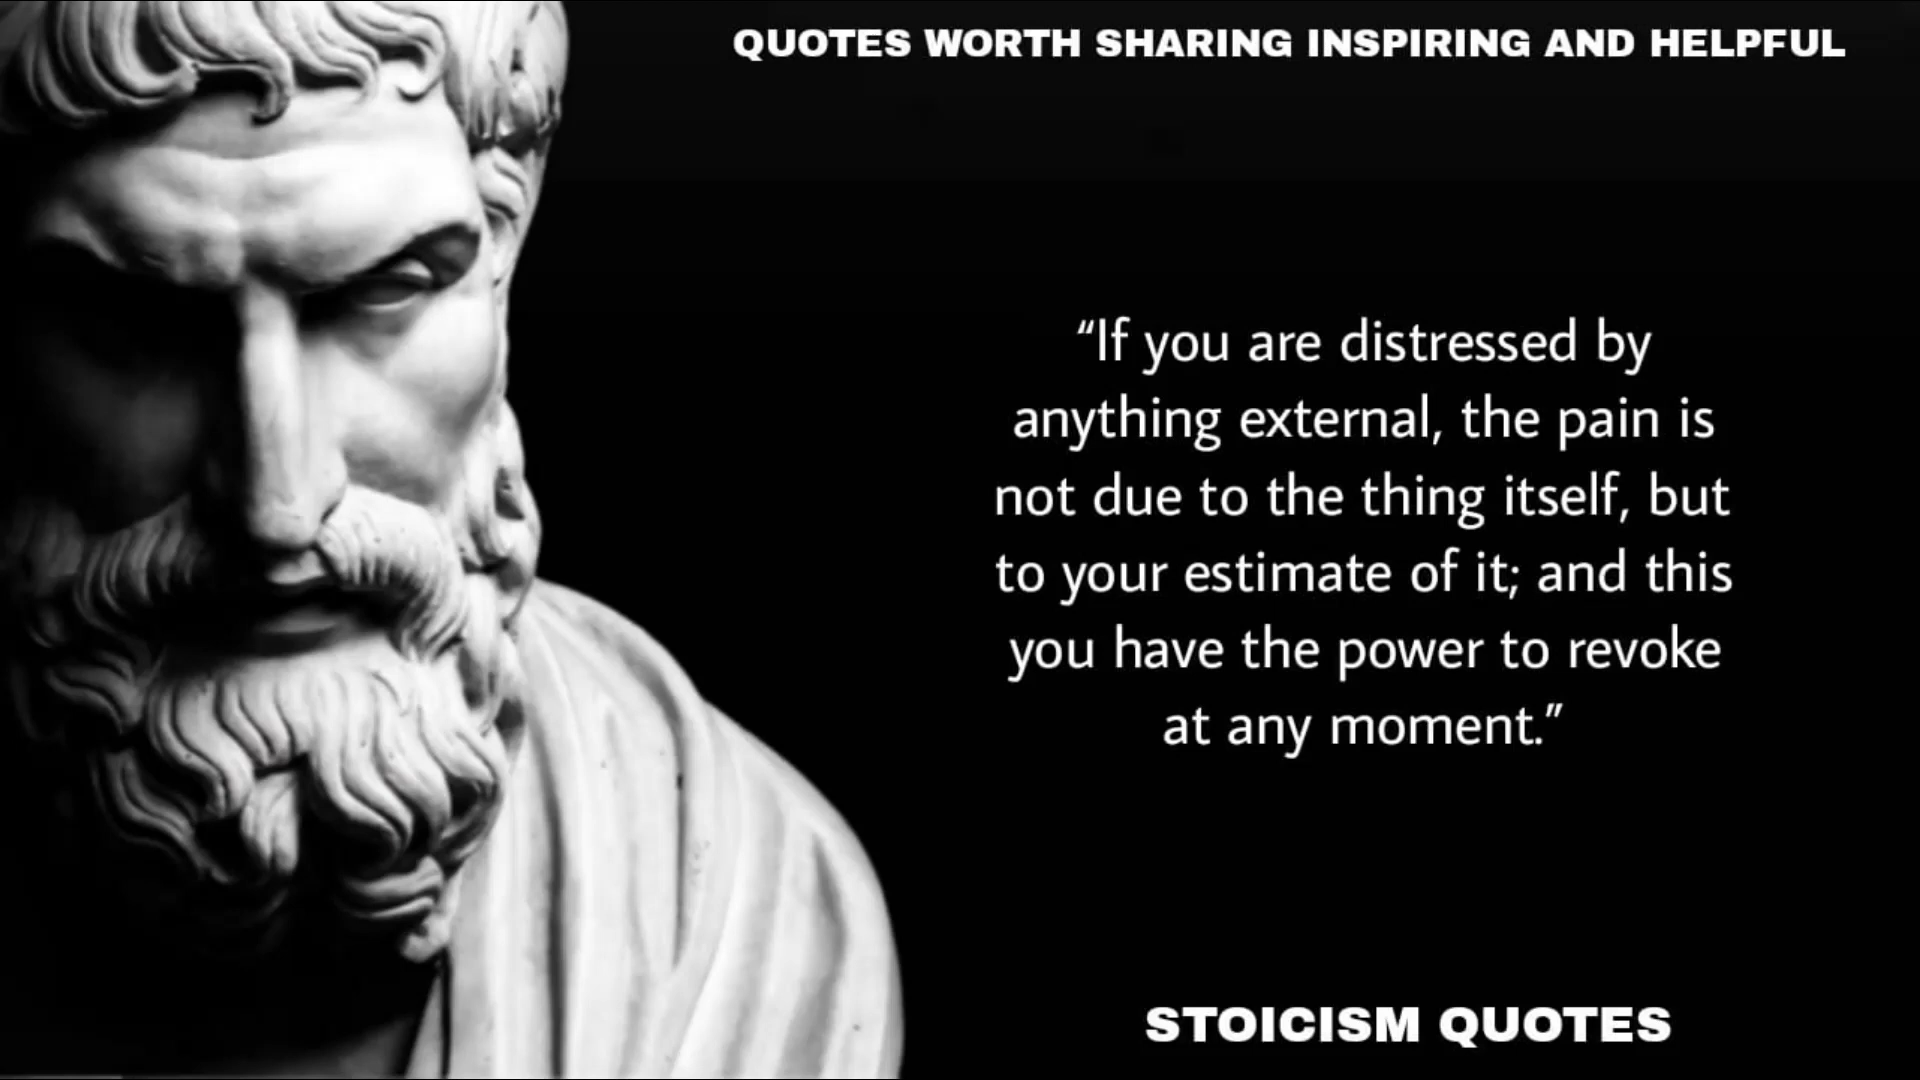 QUOTES WORTH SHARING INSPIRING AND HELPFUL
“If you are distressed by
anything external, the pain is
not due to the thing itself, but
to your estimate of it; and this
you have the power to revoke
at any moment.”
STOICISM QUOTES